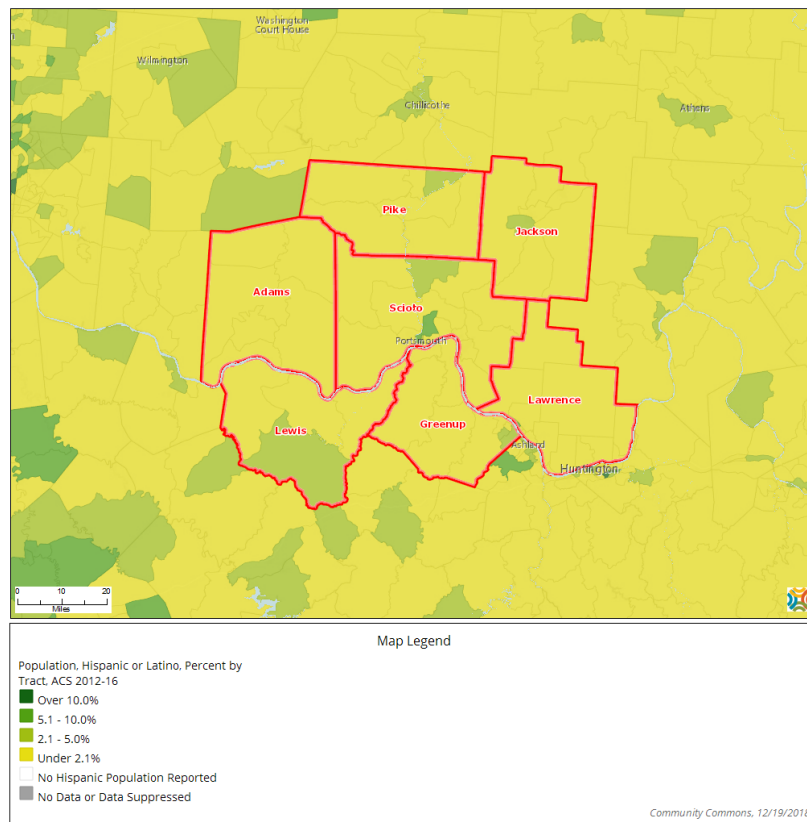 Washington
Court House
Wilmington
Chillicothe
Athens
Pike
Jackson
Adams
Scioto
Portsmouth
Lewis
Greenup
Lawrence
Ashland
Huntington
0 10 20
Miles
Map Legend
Population, Hispanic or Latino, Percent by
Tract, ACS 2012-16
Over 10.0%
5.1 - 10.0%
2.1 - 5.0%
Under 2.1%
No Hispanic Population Reported
No Data or Data Suppressed
Community Commons, 12/19/2018